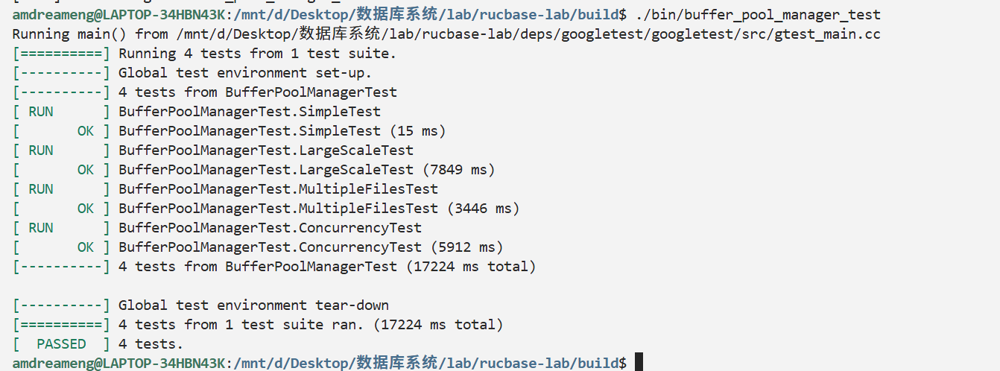 amdreameng@LAPTOP-34HBN43K:/mnt/d/Desktop/数据库系统/lab/rucbase-lab/build$ ./bin/buffer_pool_manager_test
Running main() from /mnt/d/Desktop/数据库系统/lab/rucbase-lab/deps/googletest/googletest/src/gtest_main.cc
[==========] Running 4 tests from 1 test suite.
[----------] Global test environment set-up.
[----------] 4 tests from BufferPoolManagerTest
[ RUN      ] BufferPoolManagerTest.SimpleTest
[       OK ] BufferPoolManagerTest.SimpleTest (15 ms)
[ RUN      ] BufferPoolManagerTest.LargeScaleTest
[       OK ] BufferPoolManagerTest.LargeScaleTest (7849 ms)
[ RUN      ] BufferPoolManagerTest.MultipleFilesTest
[       OK ] BufferPoolManagerTest.MultipleFilesTest (3446 ms)
[ RUN      ] BufferPoolManagerTest.ConcurrencyTest
[       OK ] BufferPoolManagerTest.ConcurrencyTest (5912 ms)
[----------] 4 tests from BufferPoolManagerTest (17224 ms total)
[----------] Global test environment tear-down
[==========] 4 tests from 1 test suite ran. (17224 ms total)
[  PASSED  ] 4 tests.
amdreameng@LAPTOP-34HBN43K:/mnt/d/Desktop/数据库系统/lab/rucbase-lab/build$